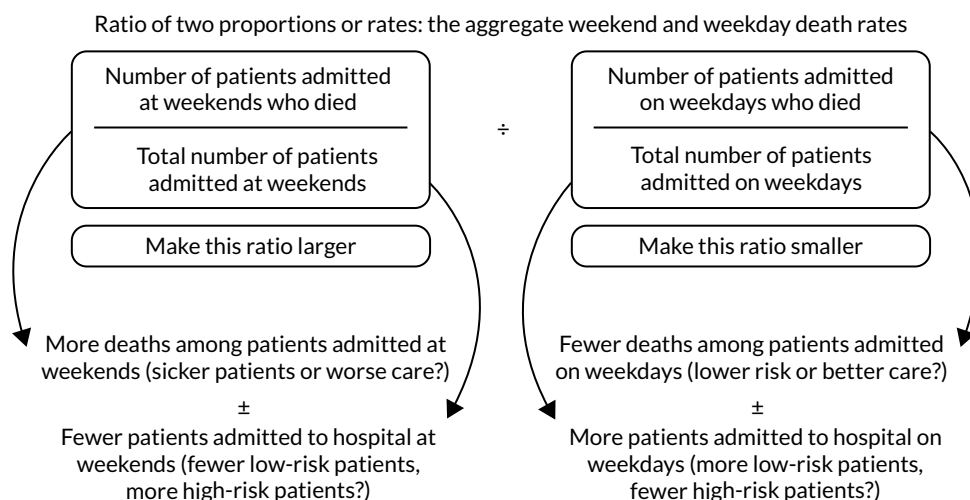 Ratio of two proportions or rates: the aggregate weekend and weekday death rates
Number of patients admitted
at weekends who died
Total number of patients
admitted at weekends
Make this ratio larger
÷
Number of patients admitted
on weekdays who died
Total number of patients
admitted on weekdays
Make this ratio smaller
More deaths among patients admitted at
weekends (sicker patients or worse care?)
±
Fewer patients admitted to hospital at
weekends (fewer low-risk patients,
more high-risk patients?)
Fewer deaths among patients admitted
on weekdays (lower risk or better care?)
±
More patients admitted to hospital on
weekdays (more low-risk patients,
fewer high-risk patients?)